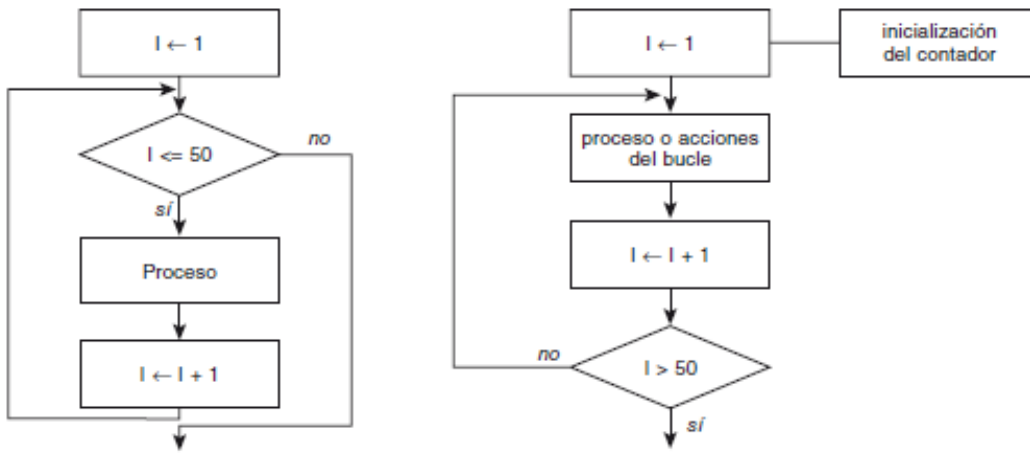 I ← 1
I <= 50
no
sí
Proceso
I ← I + 1
I ← 1
inicialización
del contador
proceso o acciones
del bucle
I ← I + 1
no
I > 50
sí